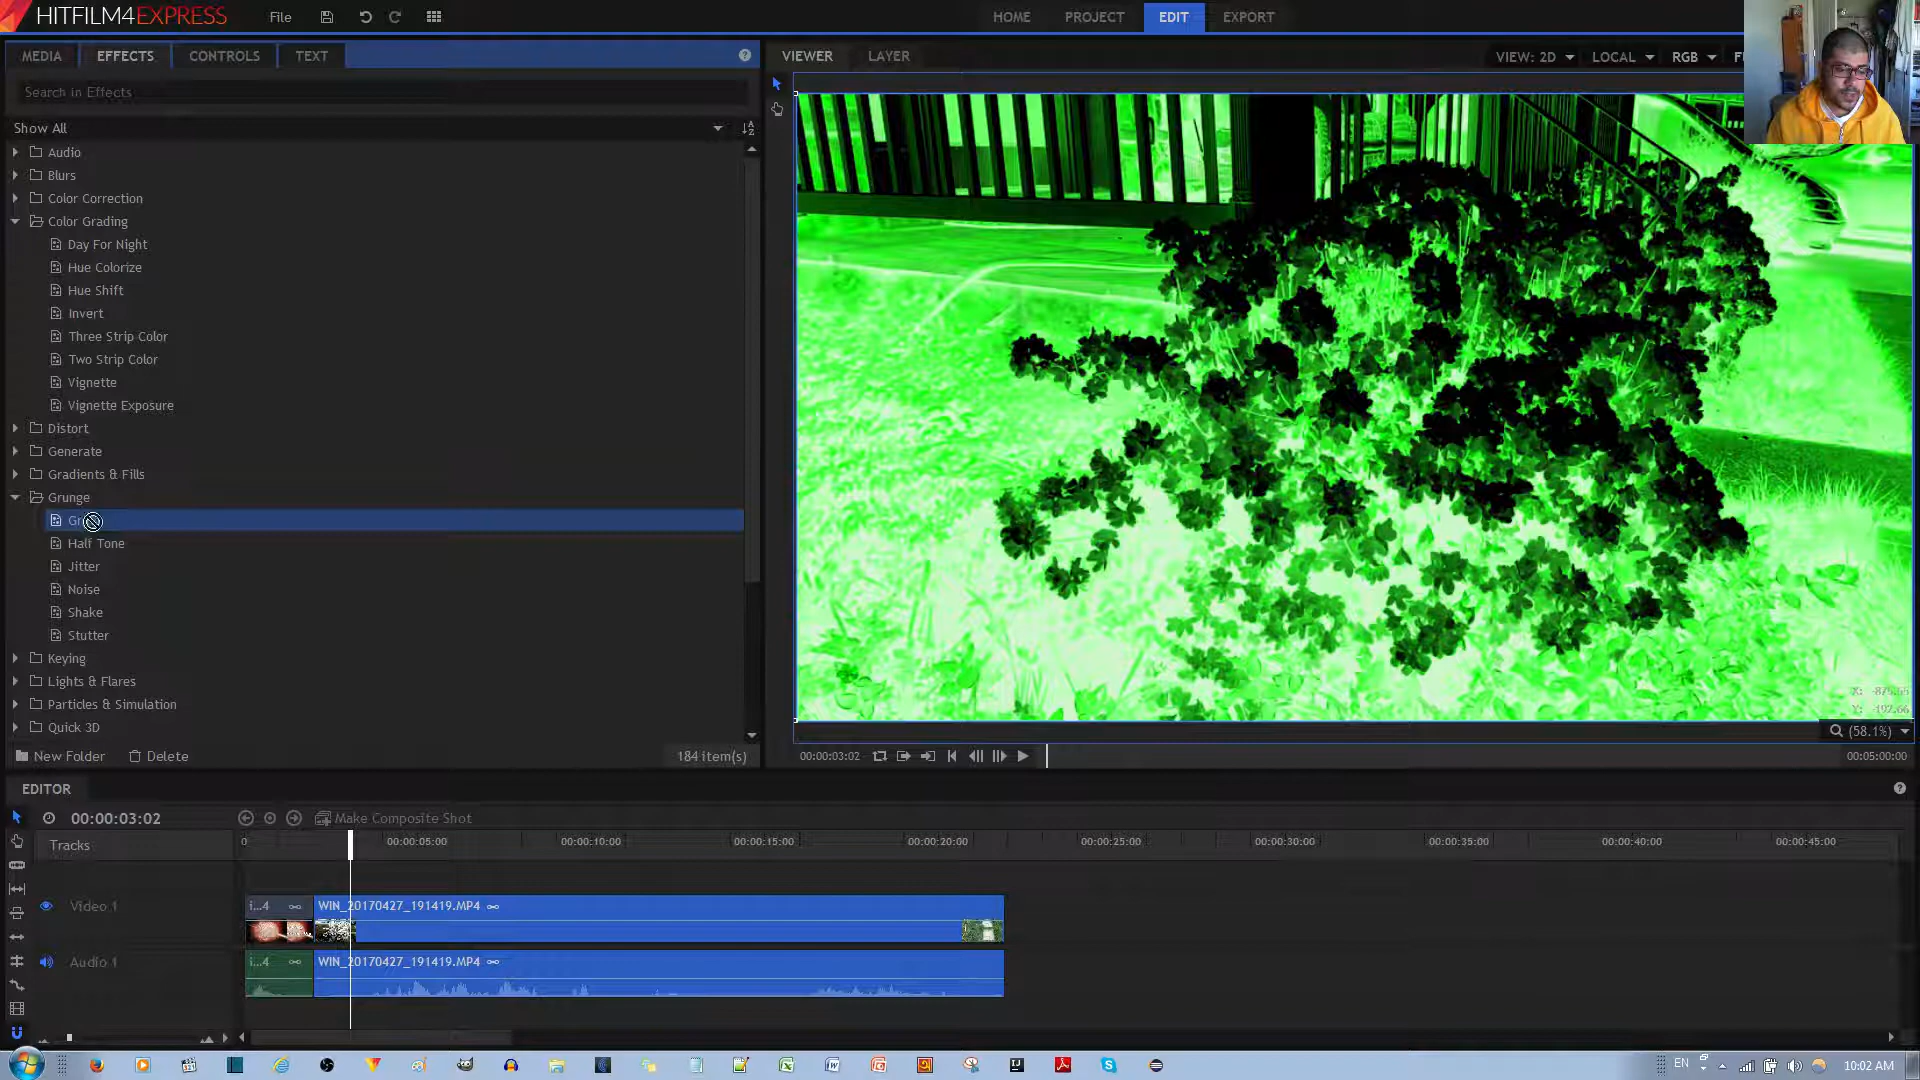 HITFILM4EXPRESS
File
HOME
PROJECT
EDIT
EXPORT
MEDIA
EFFECTS
CONTROLS
TEXT
Search in Effects
Show All
Audio
Blurs
Color Correction
Color Grading
Day For Night
Hue Colorize
Hue Shift
Invert
Three Strip Color
Two Strip Color
Vignette
Vignette Exposure
Distort
Generate
Gradients & Fills
Grunge
Half Tone
Jitter
Noise
Shake
Stutter
Keying
Lights & Flares
Particles & Simulation
Quick 3D
New Folder
Delete
184 item(s)
VIEWER
LAYER
VIEW: 2D
LOCAL
RGB
(58.1%)
00:00:03:02
00:05:00:00
EDITOR
00:00:03:02
Make Composite Shot
Tracks
0
00:00:05:00
00:00:10:00
00:00:15:00
00:00:20:00
00:00:25:00
00:00:30:00
00:00:35:00
00:00:40:00
00:00:45:00
Video 1
i...4
WIN_20170427_191419.MP4
Audio 1
i...4
WIN_20170427_191419.MP4
EN
10:02 AM